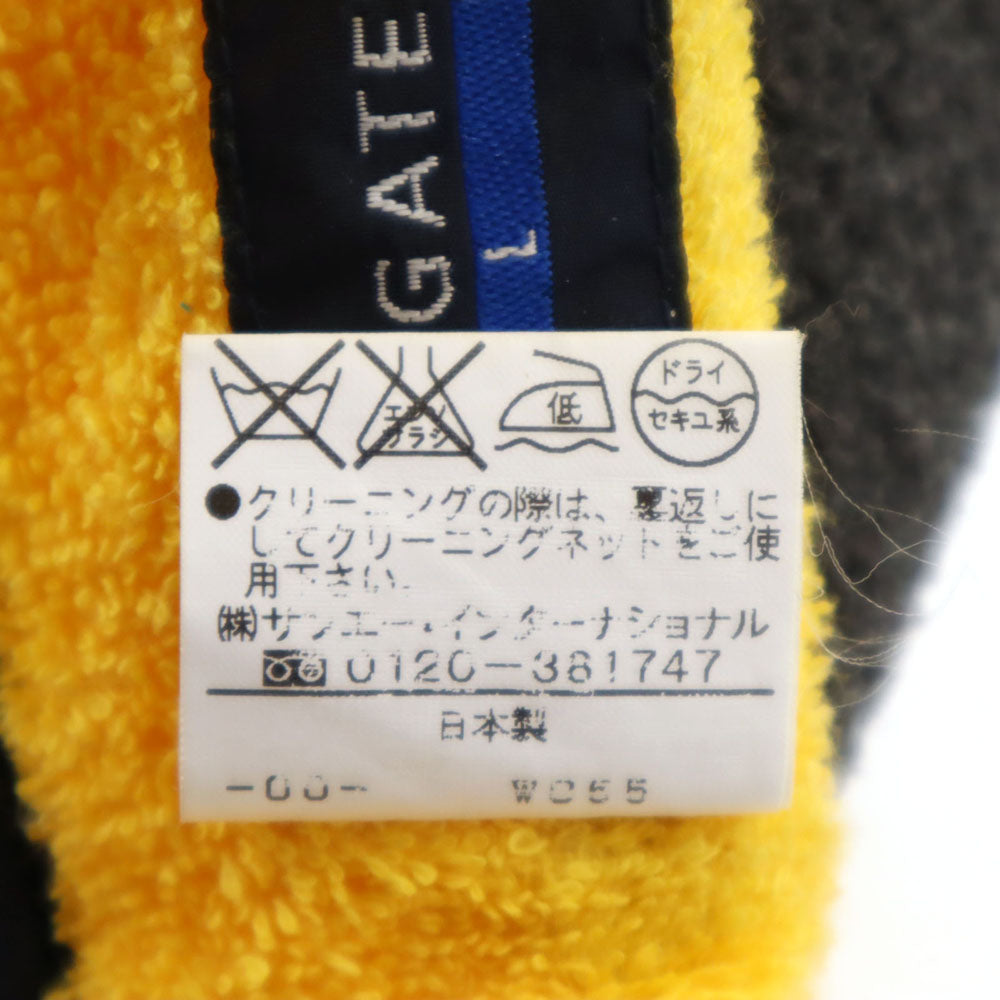 GATE
L
エンソ
サラシ
低
ドライ
セキユ系
●クリーニングの際は、裏返しに
してクリーニングネットをご使
用下さい。
㈱サンエー・インターナショナル
0120-381747
日本製
-00- WC55